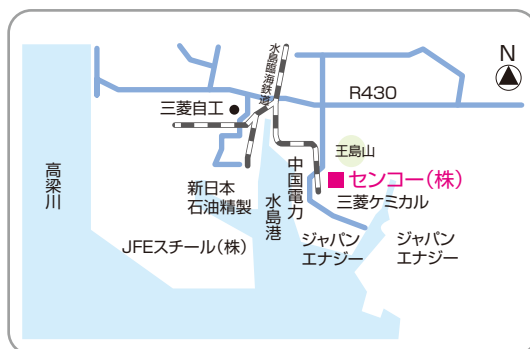 水島臨海鉄道
N
R430
三菱自工
王島山
センコー(株)
高梁川
新日本
石油精製
中国電力
水島港
三菱ケミカル
JFEスチール(株)
ジャパン
エナジー
ジャパン
エナジー